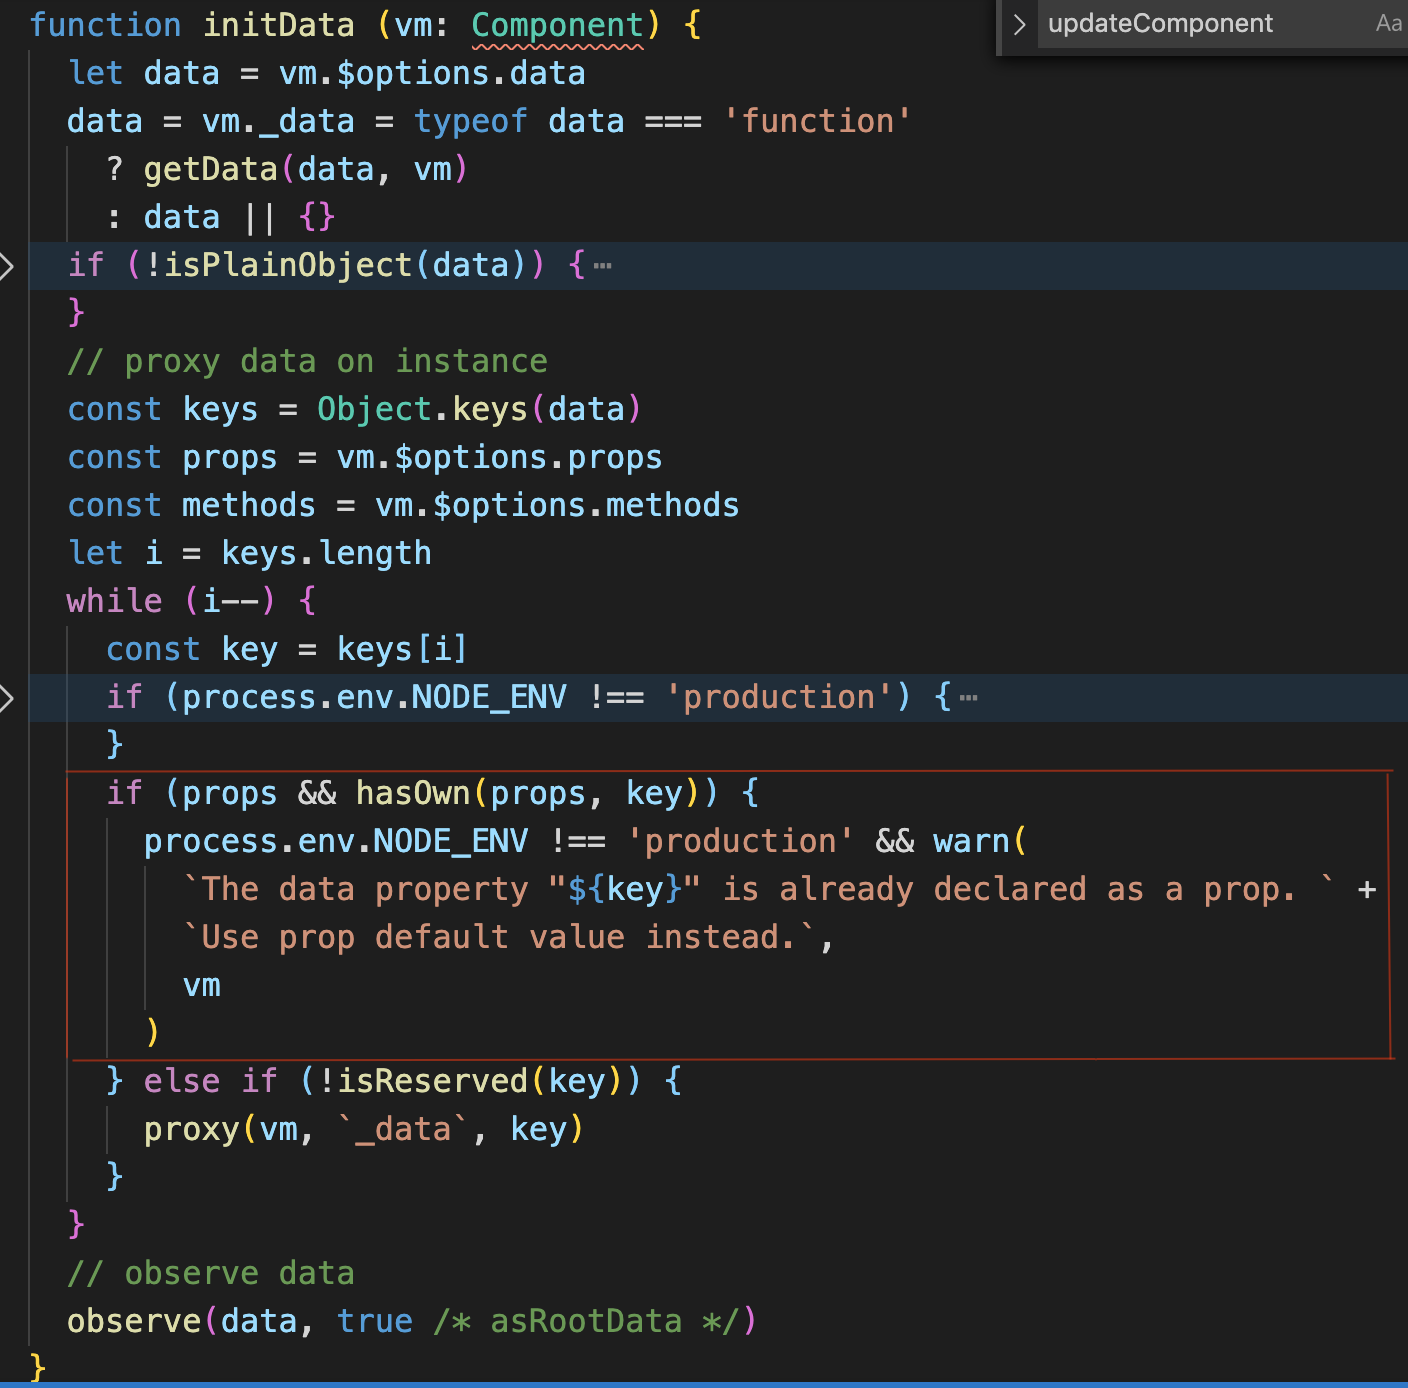 function initData (vm: Component) {
updateComponent
Aa
let data = vm.$options.data
data = vm._data = typeof data === 'function'
? getData(data, vm)
: data || {}
if (!isPlainObject(data)) {…
}
// proxy data on instance
const keys = Object.keys(data)
const props = vm.$options.props
const methods = vm.$options.methods
let i = keys.length
while (i--) {
const key = keys[i]
if (process.env.NODE_ENV !== 'production') {…
}
if (props && hasOwn(props, key)) {
process.env.NODE_ENV !== 'production' && warn(
`The data property "${key}" is already declared as a prop. ` +
`Use prop default value instead.`,
vm
)
} else if (!isReserved(key)) {
proxy(vm, `_data`, key)
}
}
// observe data
observe(data, true /* asRootData */)
}